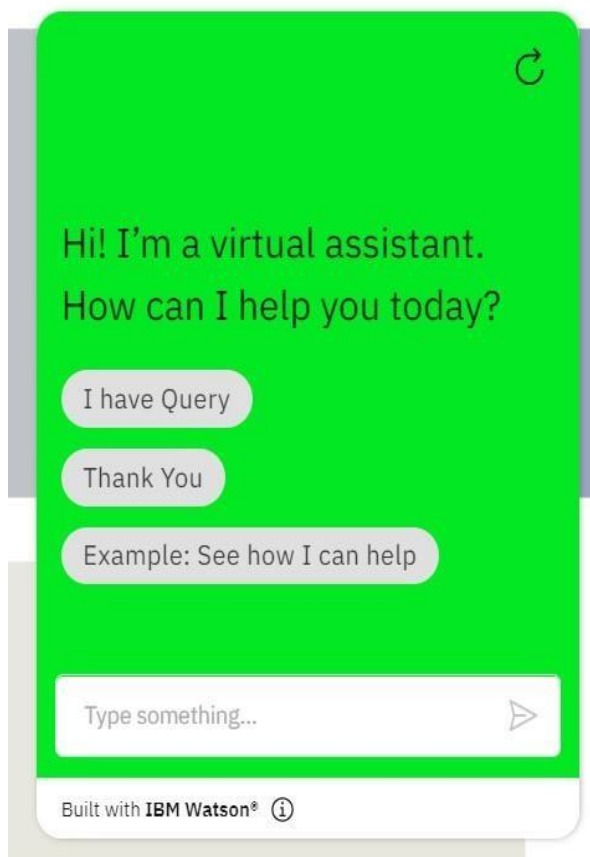 Hi! I’m a virtual assistant.
How can I help you today?
I have Query
Thank You
Example: See how I can help
Type something...
Built with IBM Watson®